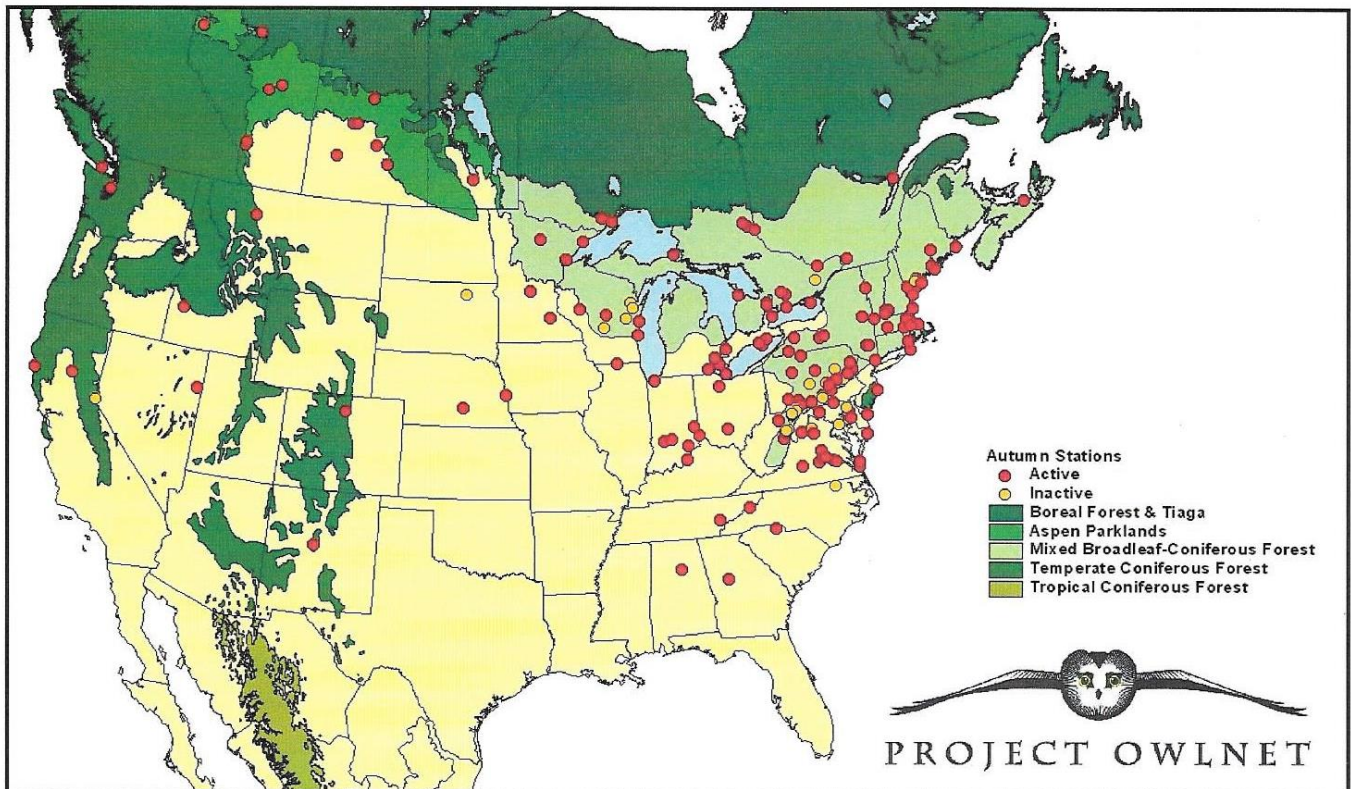 Autumn Stations
Active
Inactive
Boreal Forest & Tiaga
Aspen Parklands
Mixed Broadleaf-Coniferous Forest
Temperate Coniferous Forest
Tropical Coniferous Forest
PROJECT OWLNET